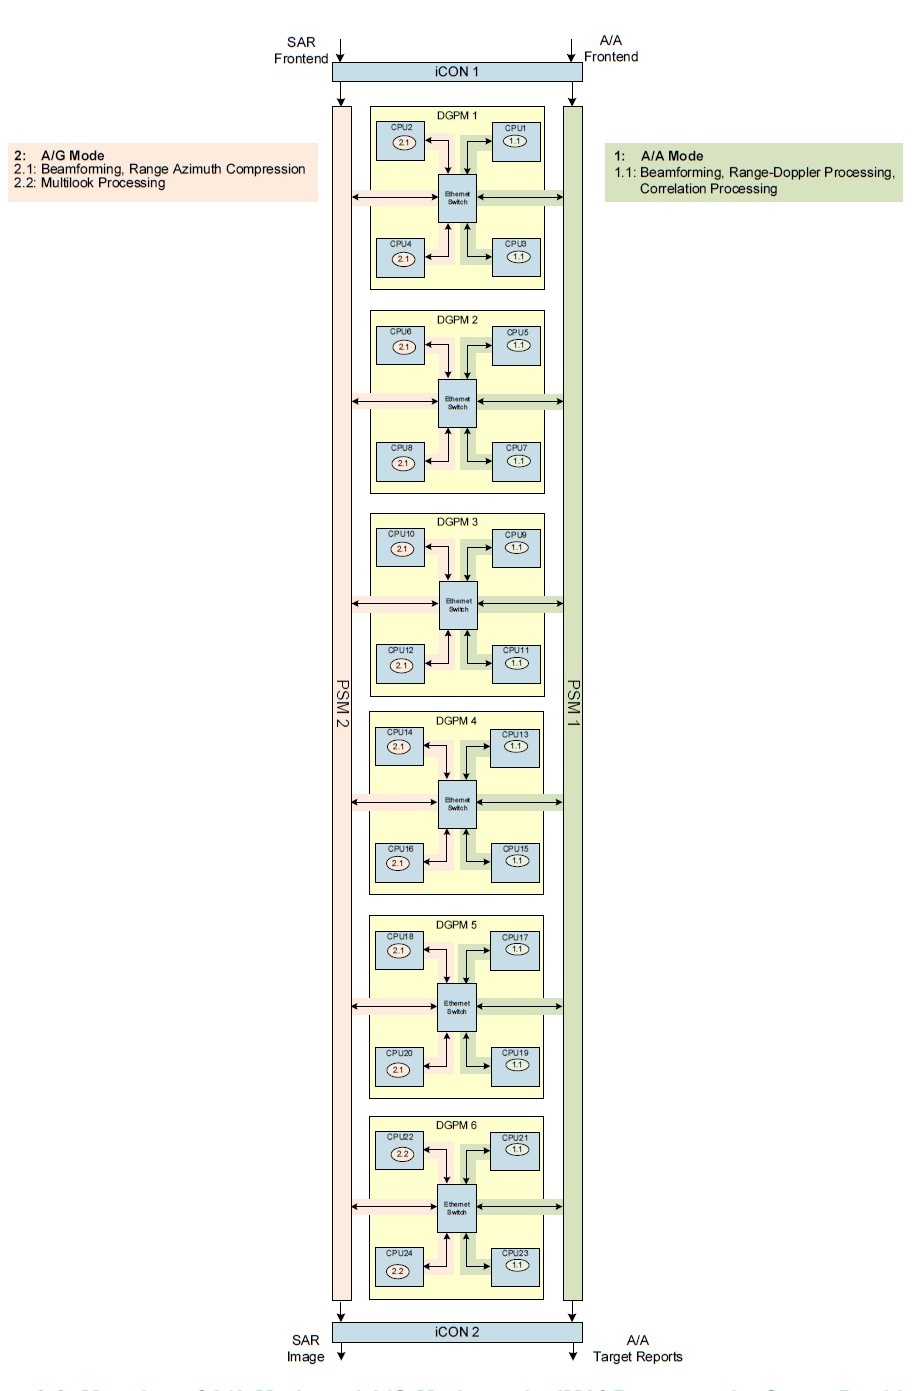 SAR
Frontend
A/A
Frontend
iCON 1
2: A/G Mode
2.1: Beamforming, Range Azimuth Compression
2.2: Multilook Processing
1: A/A Mode
1.1: Beamforming, Range-Doppler Processing,
Correlation Processing
PSM 2
PSM 1
DGPM 1
CPU2
2.1
CPU1
1.1
Ethernet
Switch
CPU4
2.1
CPU3
1.1
DGPM 2
CPU6
2.1
CPU5
1.1
Ethernet
Switch
CPU8
2.1
CPU7
1.1
DGPM 3
CPU10
2.1
CPU9
1.1
Ethernet
Switch
CPU12
2.1
CPU11
1.1
DGPM 4
CPU14
2.1
CPU13
1.1
Ethernet
Switch
CPU16
2.1
CPU15
1.1
DGPM 5
CPU18
2.1
CPU17
1.1
Ethernet
Switch
CPU20
2.1
CPU19
1.1
DGPM 6
CPU22
2.2
CPU21
1.1
Ethernet
Switch
CPU24
2.2
CPU23
1.1
iCON 2
SAR
Image
A/A
Target Reports